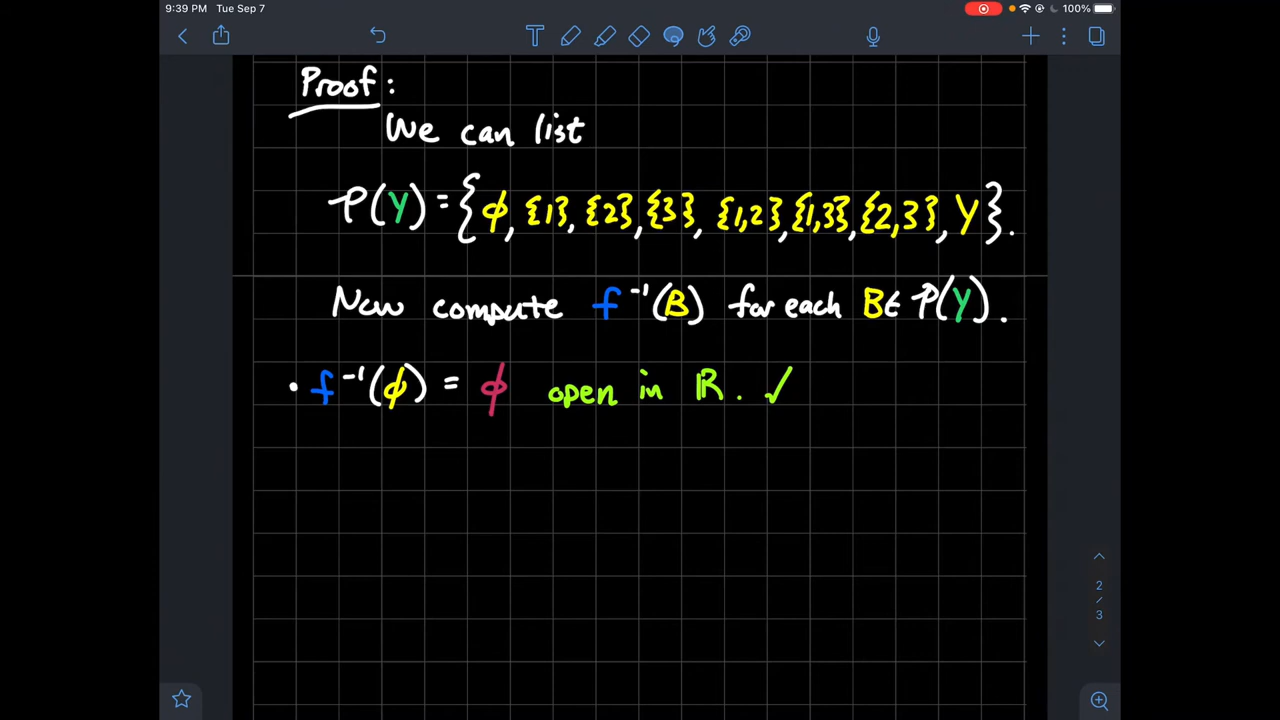 9:39 PM Tue Sep 7
100%
Proof:
We can list
P(Y) = {ϕ, {1}, {2}, {3}, {1,2}, {1,3}, {2,3}, Y}.
Now compute f⁻¹(B) for each B ∈ P(Y).
• f⁻¹(ϕ) = ϕ open in ℝ. ✓
2
/
3